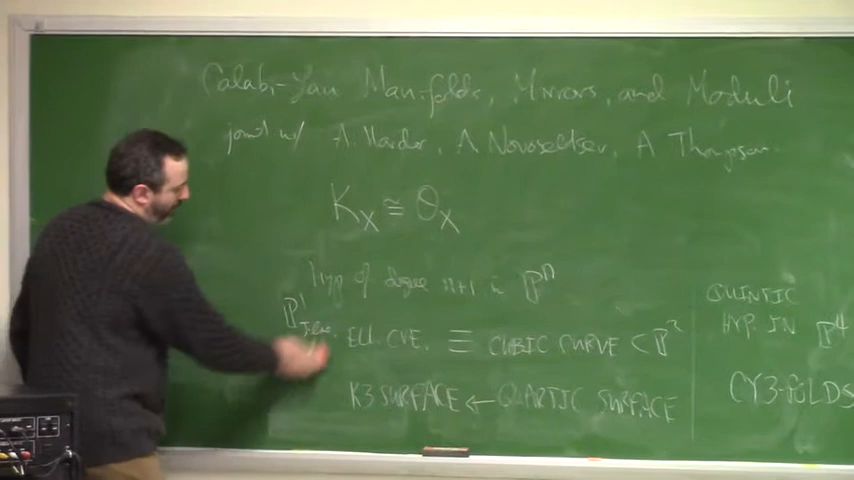 Calabi-Yau Manifolds, Mirrors, and Moduli
joint w/ A. Harder, A Novoseltsev, A Thompson
K_X ≅ O_X
hyp of degree n+1 in P^n
P^1
ELL CVE. ≡ CUBIC CURVE ⊂ P^2
K3 SURFACE ← QUARTIC SURFACE
QUINTIC
HYP. IN P^4
CY3-FOLDS